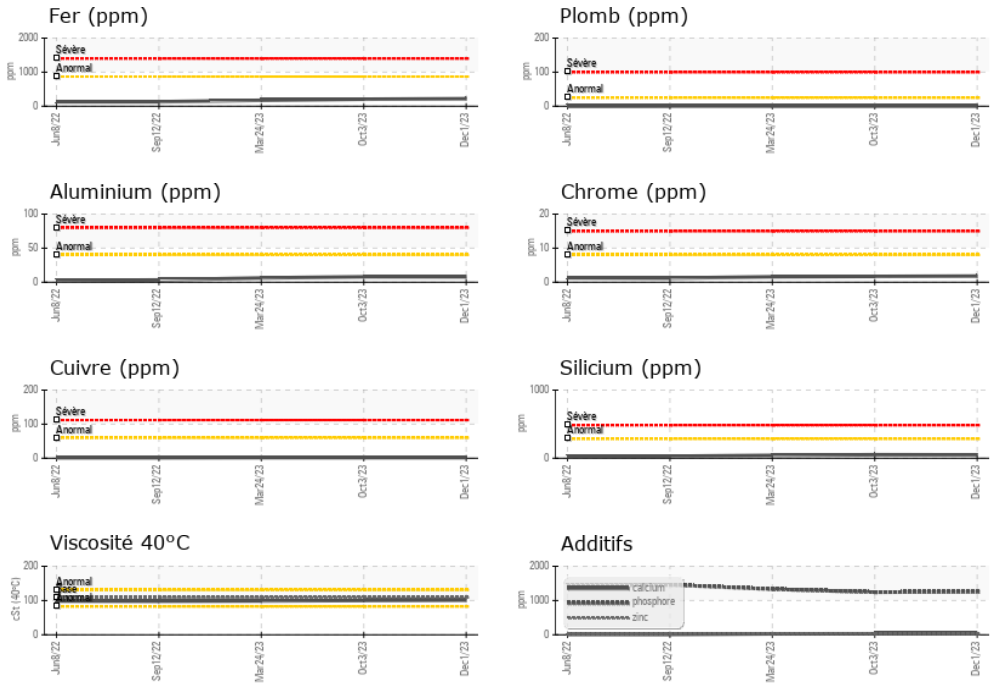 Fer (ppm)
2000
1000
0
ppm
Sévère
Anormal
Jun8/22
Sep12/22
Mar24/23
Oct3/23
Dec1/23
Plomb (ppm)
200
100
0
ppm
Sévère
Anormal
Jun8/22
Sep12/22
Mar24/23
Oct3/23
Dec1/23
Aluminium (ppm)
100
50
0
ppm
Sévère
Anormal
Jun8/22
Sep12/22
Mar24/23
Oct3/23
Dec1/23
Chrome (ppm)
20
10
0
ppm
Sévère
Anormal
Jun8/22
Sep12/22
Mar24/23
Oct3/23
Dec1/23
Cuivre (ppm)
200
100
0
ppm
Sévère
Anormal
Jun8/22
Sep12/22
Mar24/23
Oct3/23
Dec1/23
Silicium (ppm)
1000
0
ppm
Sévère
Anormal
Jun8/22
Sep12/22
Mar24/23
Oct3/23
Dec1/23
Viscosité 40°C
200
100
0
cSt (40°C)
Anormal
Base
Anormal
Jun8/22
Sep12/22
Mar24/23
Oct3/23
Dec1/23
Additifs
2000
1000
0
ppm
calcium
phosphore
zinc
Jun8/22
Sep12/22
Mar24/23
Oct3/23
Dec1/23